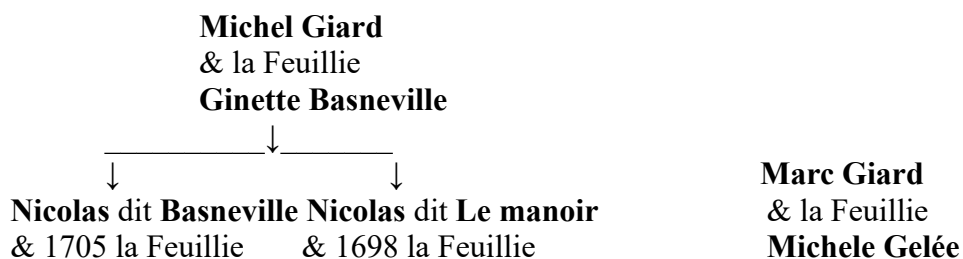 Michel Giard
& la Feuillie
Ginette Basneville
Marc Giard
Nicolas dit Basneville Nicolas dit Le manoir & la Feuillie
& 1705 la Feuillie & 1698 la Feuillie Michele Gelée